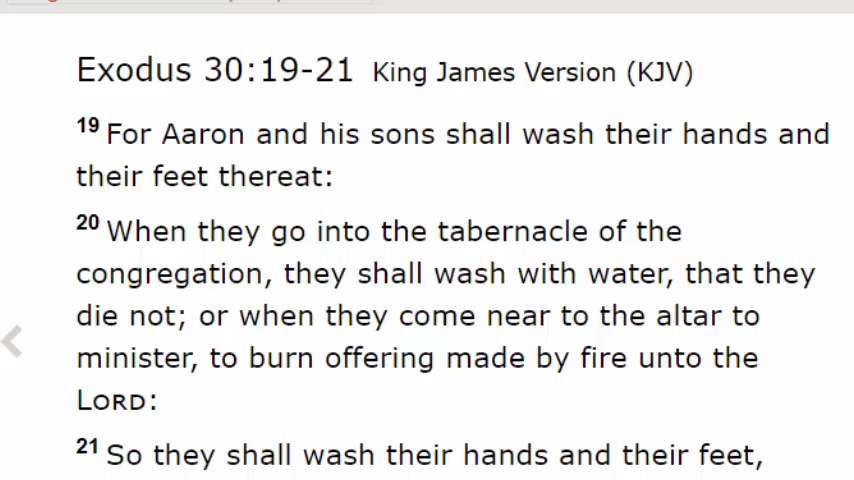 Exodus 30:19-21 King James Version (KJV)
19 For Aaron and his sons shall wash their hands and
their feet thereat:
20 When they go into the tabernacle of the
congregation, they shall wash with water, that they
die not; or when they come near to the altar to
minister, to burn offering made by fire unto the
LORD:
21 So they shall wash their hands and their feet,